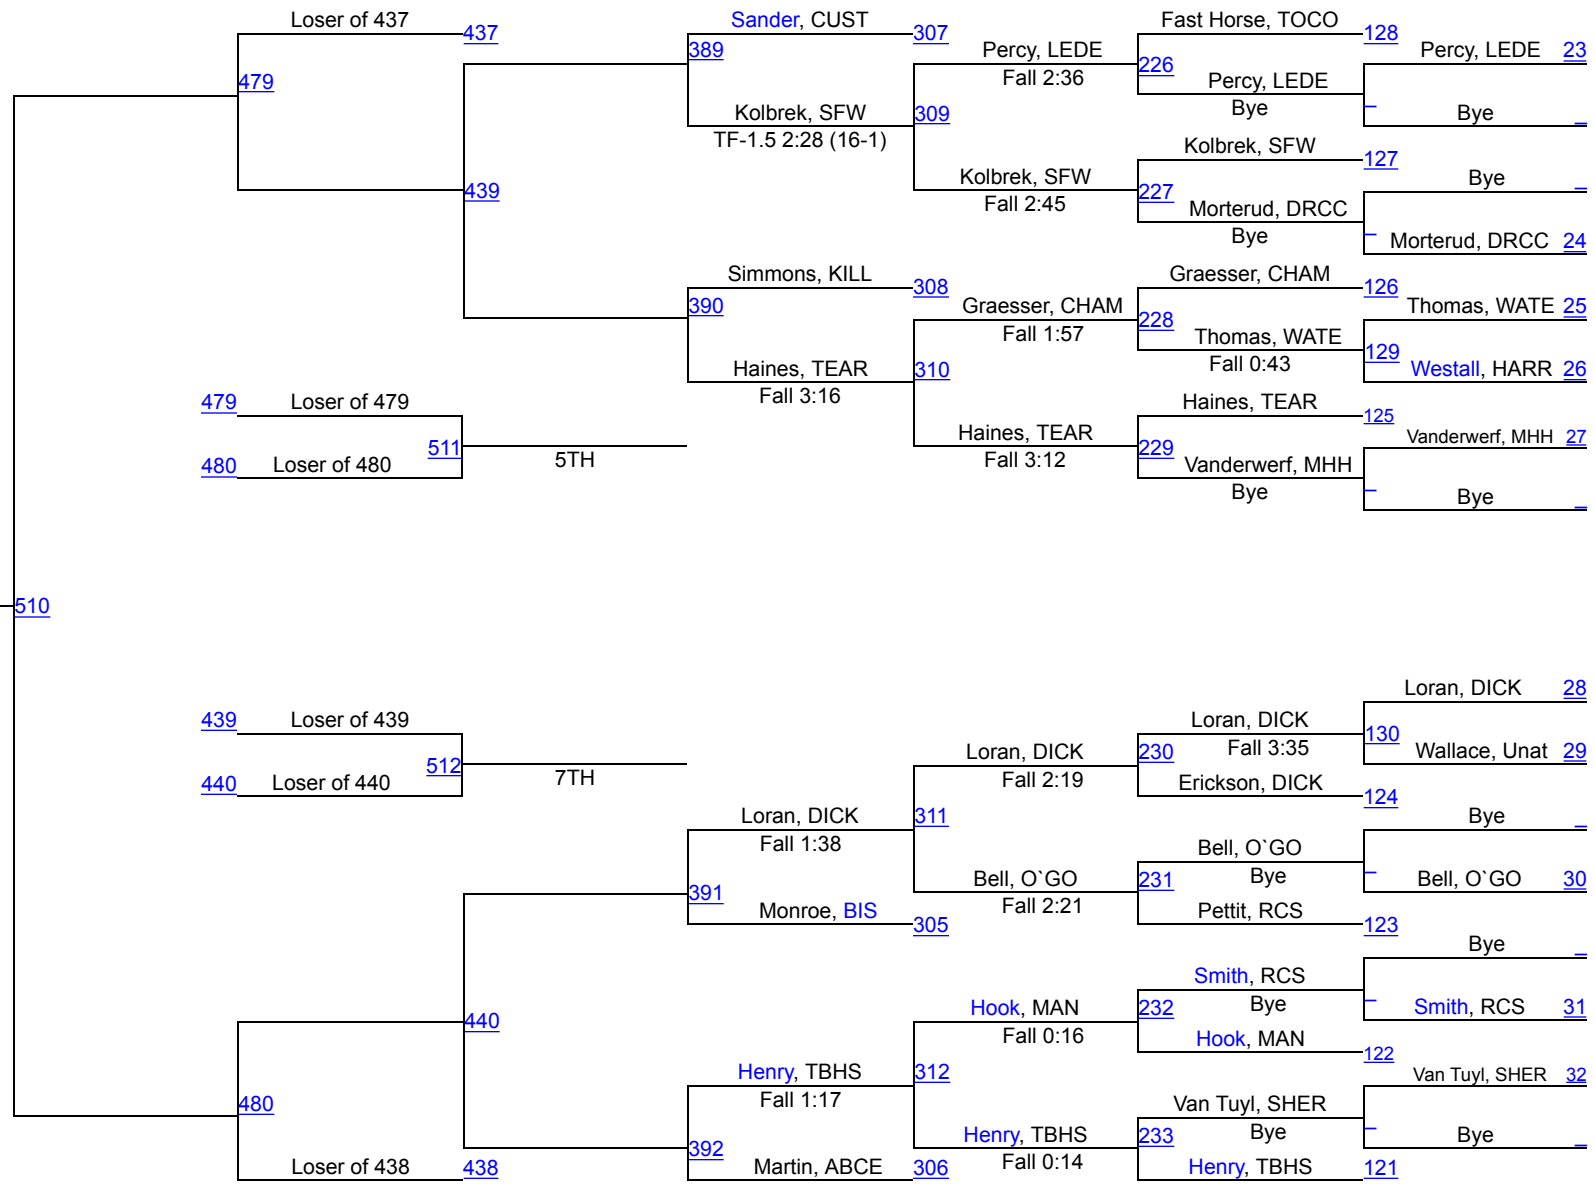 Loser of 437 437
479
Sander, CUST 307
389
Kolbrek, SFW
TF-1.5 2:28 (16-1)
Percy, LEDE
Fall 2:36
309
Kolbrek, SFW
Fall 2:45
Fast Horse, TOCO 128
226
Percy, LEDE
Bye
Percy, LEDE 23
Bye
Kolbrek, SFW 127
227
Morterud, DRCC
Bye
Bye
Morterud, DRCC 24
439
Simmons, KILL 308
390
Haines, TEAR
Fall 3:16
Graesser, CHAM
Fall 1:57
310
Haines, TEAR
Fall 3:12
Graesser, CHAM 126
228
Thomas, WATE
Fall 0:43
Thomas, WATE 25
129
Westall, HARR 26
Haines, TEAR 125
229
Vanderwerf, MHH
Bye
Vanderwerf, MHH 27
Bye
479 Loser of 479
511
480 Loser of 480
5TH
510
439 Loser of 439
512
440 Loser of 440
7TH
Loran, DICK 28
Loran, DICK
Fall 3:35
130
Wallace, Unat 29
Loran, DICK
Fall 2:19
230
Erickson, DICK 124
Loran, DICK
Fall 1:38
311
Bye
Bell, O`GO
Bye
Bell, O`GO 30
Bell, O`GO
Fall 2:21
231
Pettit, RCS 123
391
Monroe, BIS 305
Bye
Smith, RCS
Bye
Smith, RCS 31
Hook, MAN
Fall 0:16
232
Hook, MAN 122
440
Henry, TBHS
Fall 1:17
312
Van Tuyl, SHER 32
Van Tuyl, SHER
Bye
Bye
Henry, TBHS
Fall 0:14
233
Henry, TBHS 121
480
392
Martin, ABCE 306
Loser of 438 438